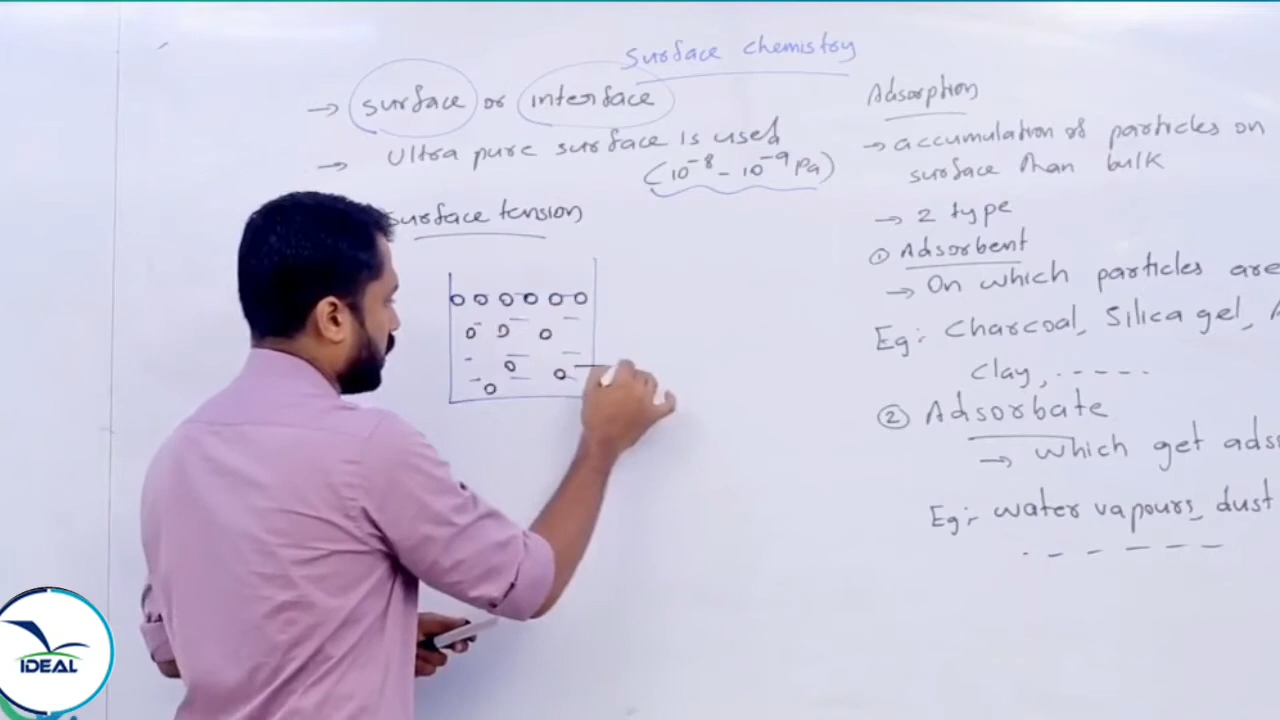 Surface chemistry
→ surface or interface
→ Ultra pure surface is used
(10⁻⁸ - 10⁻⁹ Pa)
Surface tension
Adsorption
→ accumulation of particles on
surface than bulk
→ 2 type
① Adsorbent
→ On which particles are
Eg:- Charcoal, Silica gel,
clay, -----
② Adsorbate
→ which get
Eg:- water vapours, dust
IDEAL